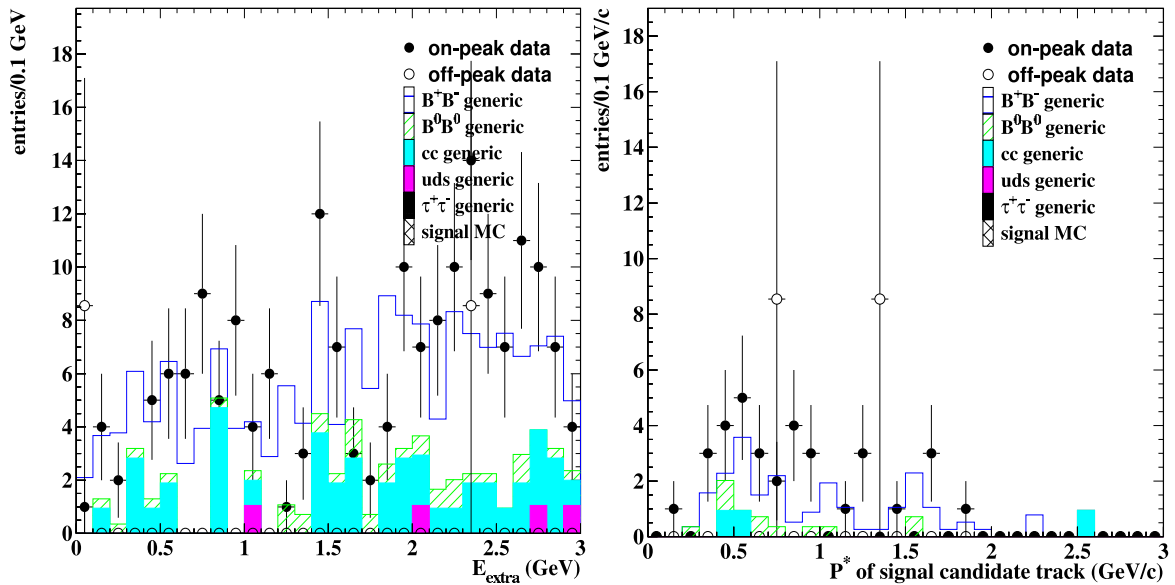 entries/0.1 GeV
18
16
14
12
10
8
6
4
2
0
on-peak data
off-peak data
B⁺B⁻ generic
B⁰B⁰ generic
cc generic
uds generic
τ⁺τ⁻ generic
signal MC
0 0.5 1 1.5 2 2.5 3
E_extra (GeV)
entries/0.1 GeV/c
18
16
14
12
10
8
6
4
2
0
on-peak data
off-peak data
B⁺B⁻ generic
B⁰B⁰ generic
cc generic
uds generic
τ⁺τ⁻ generic
signal MC
0 0.5 1 1.5 2 2.5 3
P* of signal candidate track (GeV/c)